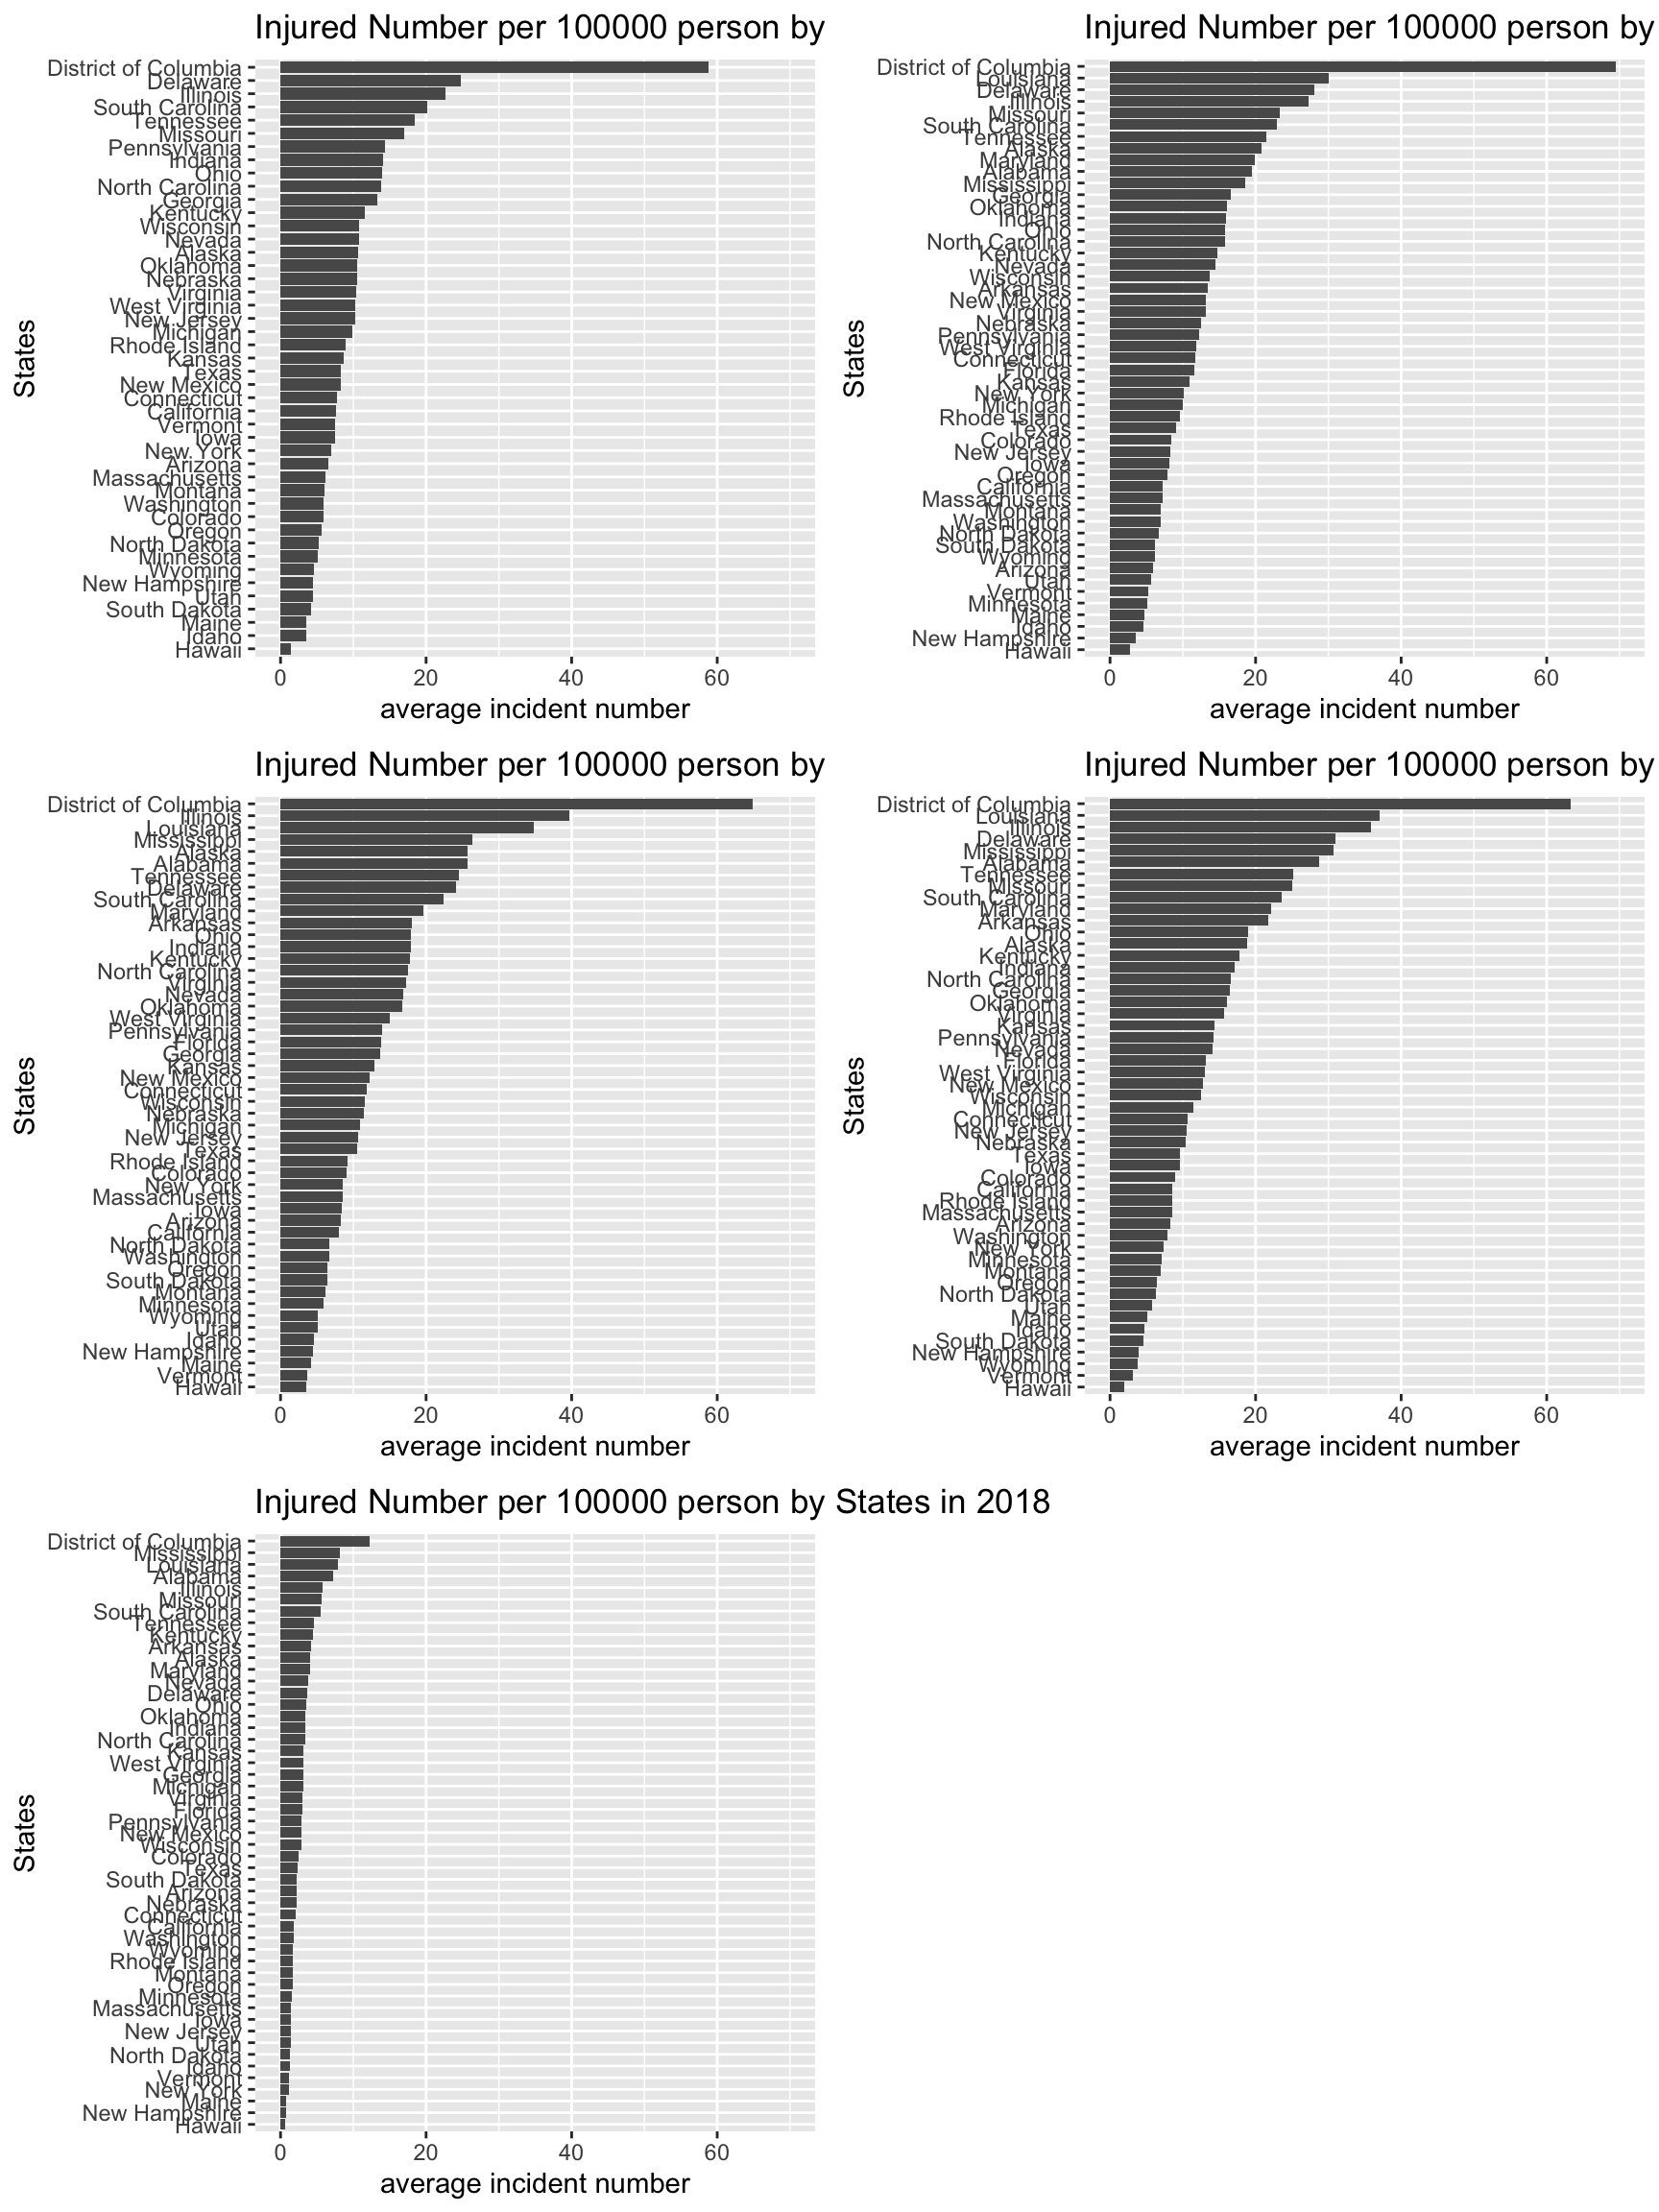 Injured Number per 100000 person by
District of Columbia
Delaware
Illinois
South Carolina
Tennessee
Missouri
Pennsylvania
Indiana
Ohio
North Carolina
Georgia
Kentucky
Wisconsin
Nevada
Alaska
Oklahoma
Nebraska
Virginia
West Virginia
New Jersey
Michigan
Rhode Island
Kansas
Texas
New Mexico
Connecticut
California
Vermont
Iowa
New York
Arizona
Massachusetts
Montana
Washington
Colorado
Oregon
North Dakota
Minnesota
Wyoming
New Hampshire
Utah
South Dakota
Maine
Idaho
Hawaii
States
0 20 40 60
average incident number
Injured Number per 100000 person by
District of Columbia
Louisiana
Delaware
Illinois
Missouri
South Carolina
Tennessee
Alaska
Maryland
Alabama
Mississippi
Georgia
Oklahoma
Indiana
Ohio
North Carolina
Kentucky
Nevada
Wisconsin
Arkansas
New Mexico
Virginia
Nebraska
Pennsylvania
West Virginia
Connecticut
Florida
Kansas
New York
Michigan
Rhode Island
Texas
Colorado
New Jersey
Iowa
Oregon
California
Massachusetts
Montana
Washington
North Dakota
South Dakota
Wyoming
Arizona
Utah
Vermont
Minnesota
Maine
Idaho
New Hampshire
Hawaii
States
0 20 40 60
average incident number
Injured Number per 100000 person by
District of Columbia
Illinois
Louisiana
Mississippi
Alaska
Alabama
Tennessee
Delaware
South Carolina
Maryland
Arkansas
Ohio
Indiana
Kentucky
North Carolina
Virginia
Nevada
Oklahoma
West Virginia
Pennsylvania
Florida
Georgia
Kansas
New Mexico
Connecticut
Wisconsin
Nebraska
Michigan
New Jersey
Texas
Rhode Island
Colorado
New York
Massachusetts
Iowa
Arizona
California
North Dakota
Washington
Oregon
South Dakota
Montana
Minnesota
Wyoming
Utah
Idaho
New Hampshire
Maine
Vermont
Hawaii
States
0 20 40 60
average incident number
Injured Number per 100000 person by
District of Columbia
Louisiana
Illinois
Delaware
Mississippi
Alabama
Tennessee
Missouri
South Carolina
Maryland
Arkansas
Ohio
Alaska
Kentucky
Indiana
North Carolina
Georgia
Oklahoma
Virginia
Kansas
Pennsylvania
Nevada
Florida
West Virginia
New Mexico
Wisconsin
Michigan
Connecticut
New Jersey
Nebraska
Texas
Iowa
Colorado
California
Rhode Island
Massachusetts
Arizona
Washington
New York
Minnesota
Montana
Oregon
North Dakota
Utah
Maine
Idaho
South Dakota
New Hampshire
Wyoming
Vermont
Hawaii
States
0 20 40 60
average incident number
Injured Number per 100000 person by States in 2018
District of Columbia
Mississippi
Louisiana
Alabama
Illinois
Missouri
South Carolina
Tennessee
Kentucky
Arkansas
Alaska
Maryland
Nevada
Delaware
Ohio
Oklahoma
Indiana
North Carolina
Kansas
West Virginia
Georgia
Michigan
Virginia
Florida
Pennsylvania
New Mexico
Wisconsin
Colorado
Texas
South Dakota
Arizona
Nebraska
Connecticut
California
Washington
Wyoming
Rhode Island
Montana
Oregon
Minnesota
Massachusetts
Iowa
New Jersey
Utah
North Dakota
Idaho
Vermont
New York
Maine
New Hampshire
Hawaii
States
0 20 40 60
average incident number